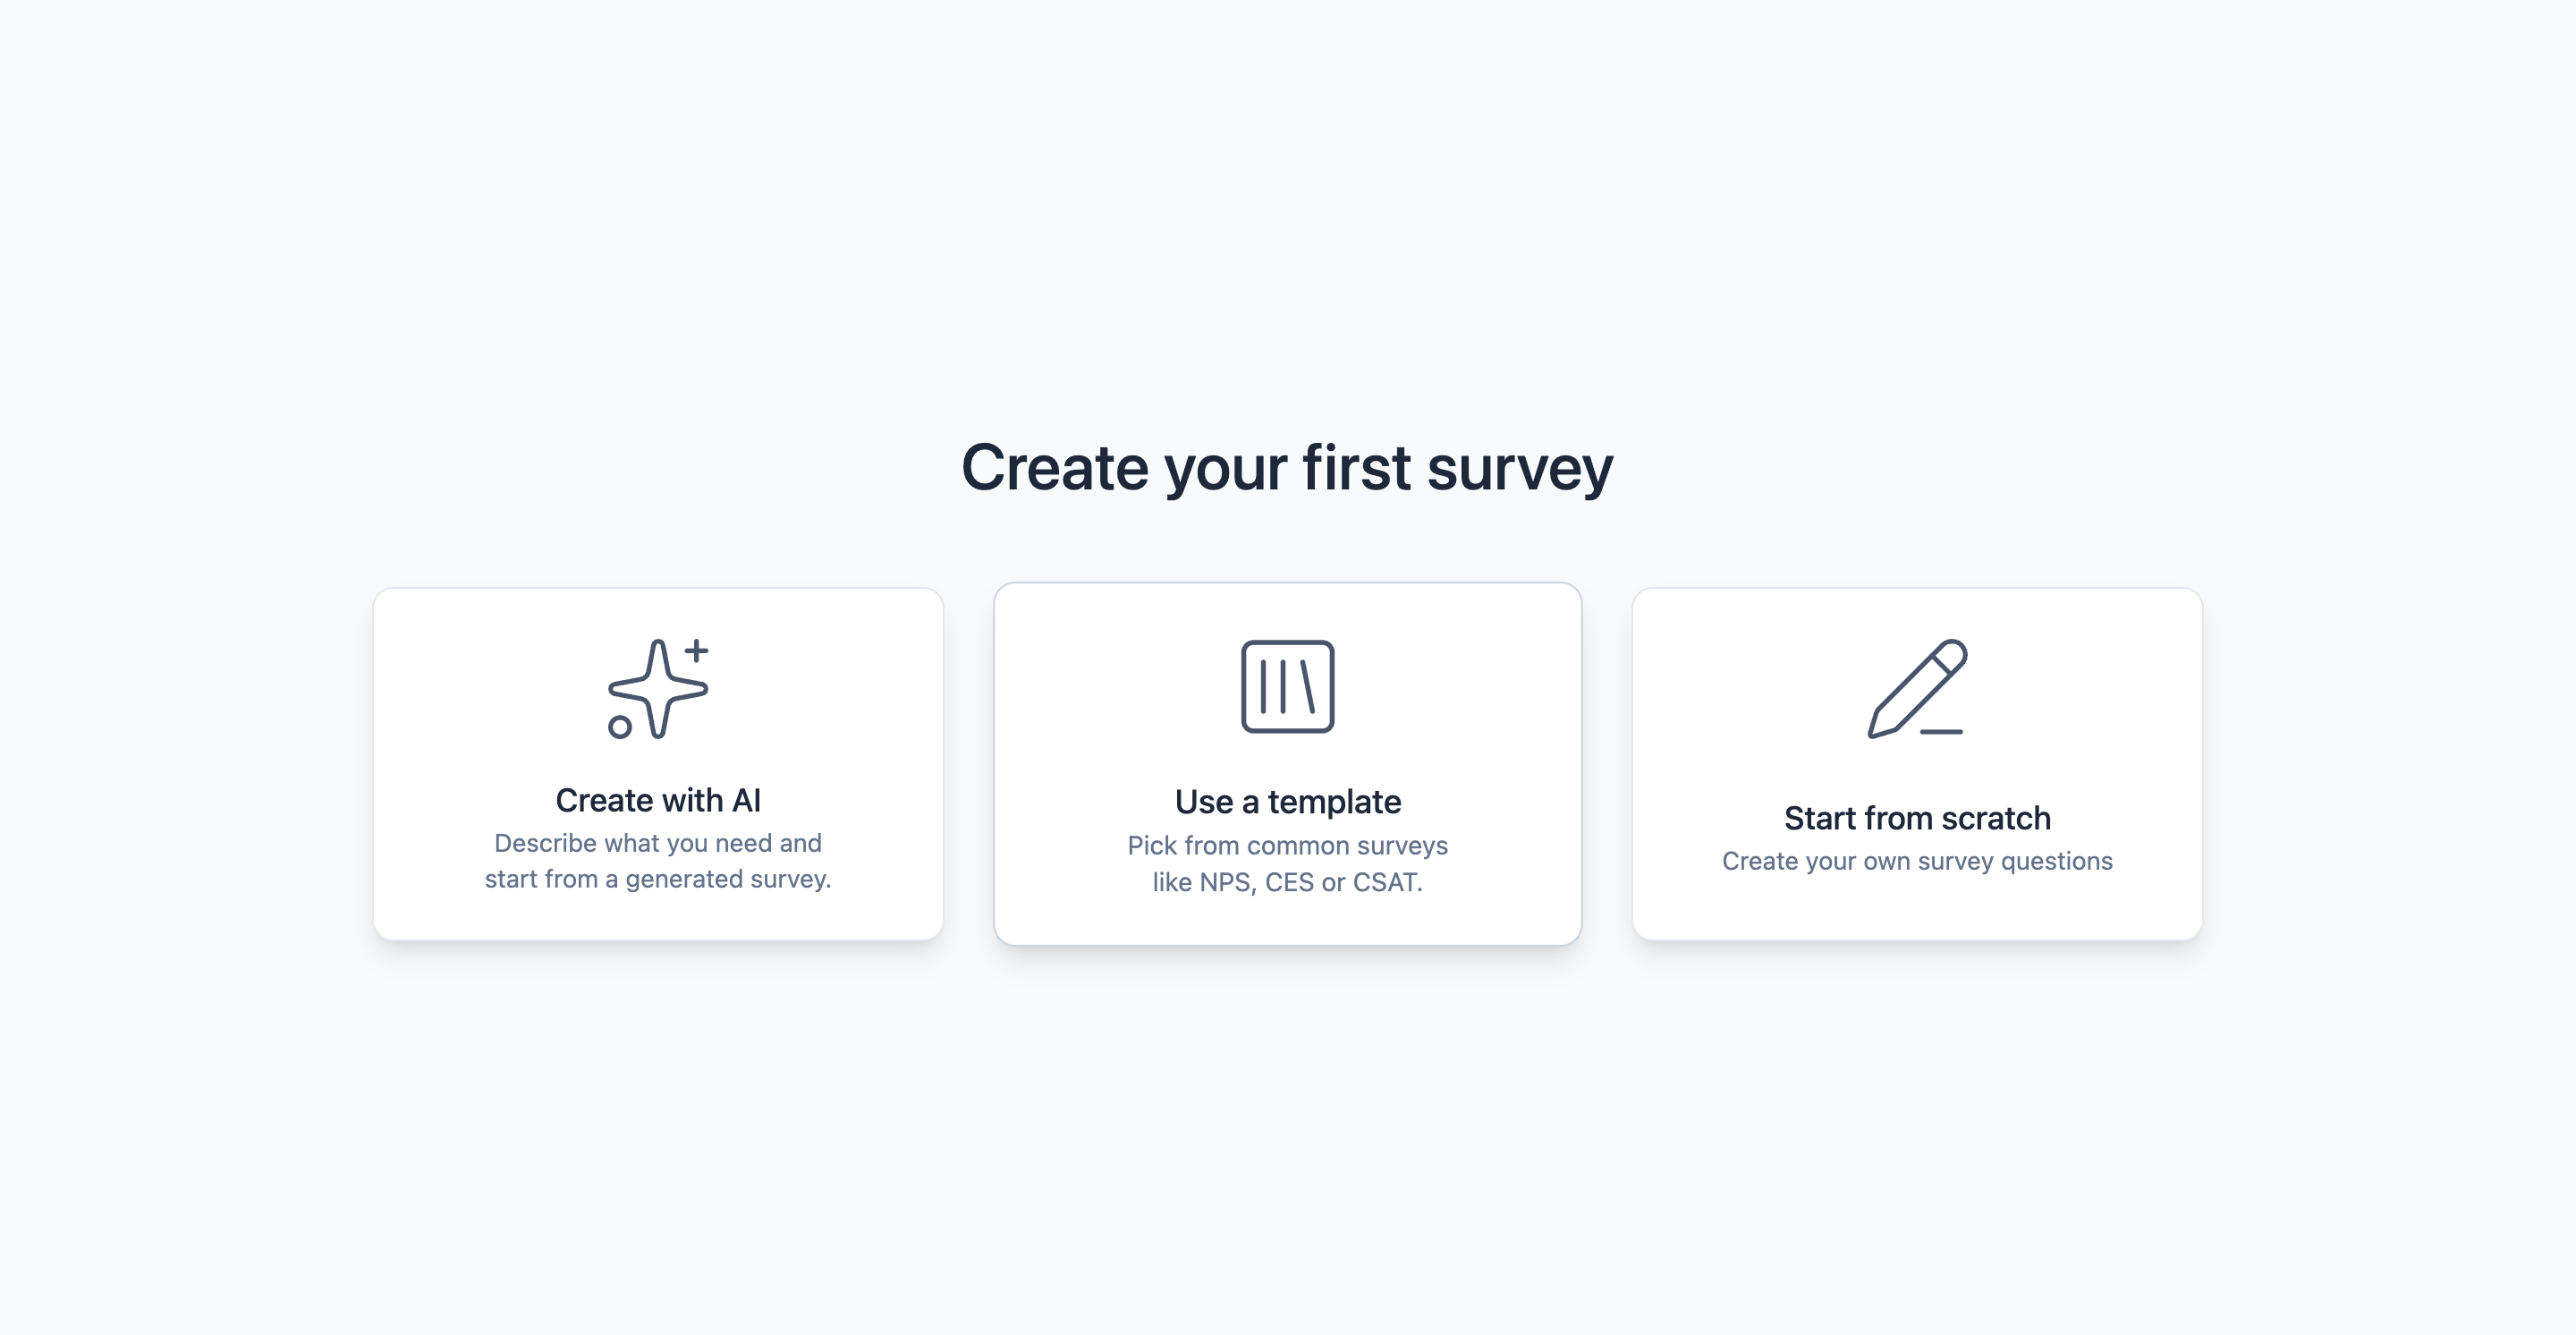 Create your first survey
Create with AI
Describe what you need and
start from a generated survey.
Use a template
Pick from common surveys
like NPS, CES or CSAT.
Start from scratch
Create your own survey questions